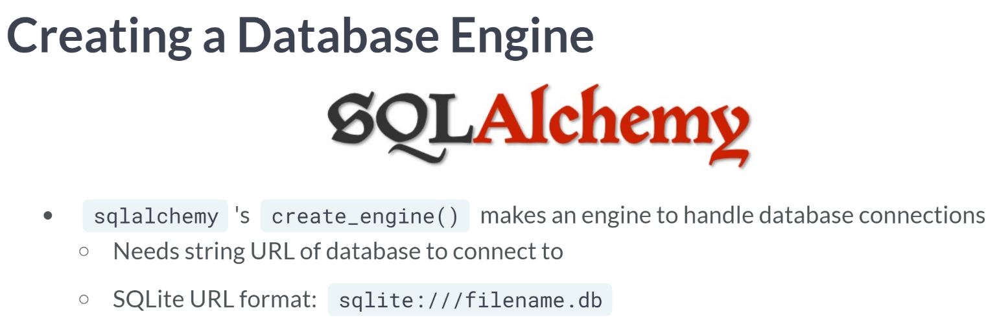 Creating a Database Engine
SQLAlchemy
sqlalchemy 's create_engine() makes an engine to handle database connections
Needs string URL of database to connect to
SQLite URL format: sqlite:///filename.db